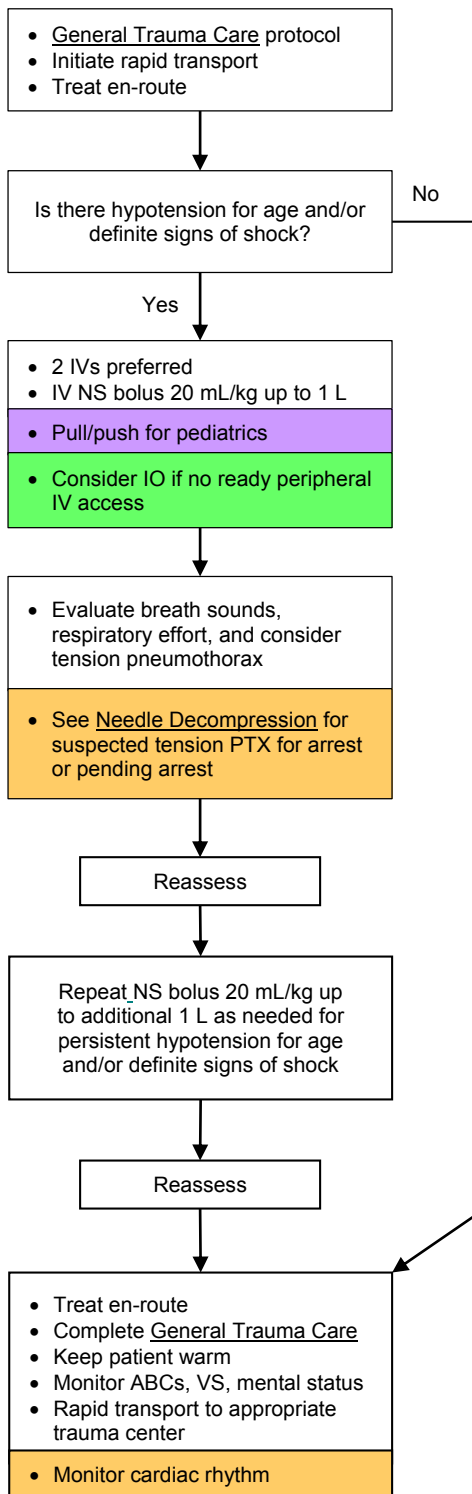 • General Trauma Care protocol
• Initiate rapid transport
• Treat en-route
Is there hypotension for age and/or
definite signs of shock?
No
Yes
• 2 IVs preferred
• IV NS bolus 20 mL/kg up to 1 L
• Pull/push for pediatrics
• Consider IO if no ready peripheral
IV access
• Evaluate breath sounds,
respiratory effort, and consider
tension pneumothorax
• See Needle Decompression for
suspected tension PTX for arrest
or pending arrest
Reassess
Repeat NS bolus 20 mL/kg up
to additional 1 L as needed for
persistent hypotension for age
and/or definite signs of shock
Reassess
• Treat en-route
• Complete General Trauma Care
• Keep patient warm
• Monitor ABCs, VS, mental status
• Rapid transport to appropriate
trauma center
• Monitor cardiac rhythm